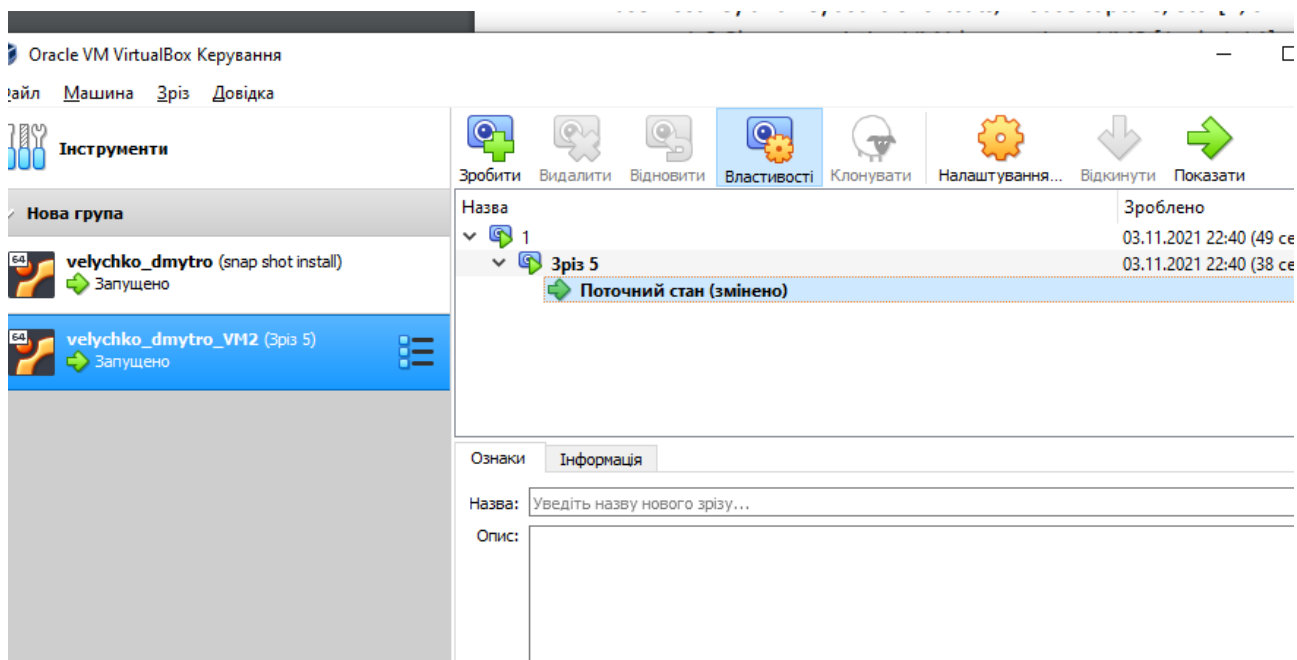 Oracle VM VirtualBox Керування
айл Машина Зріз Довідка
Інструменти
Зробити Видалити Відновити Властивості Клонувати Налаштування... Відкинути Показати
Нова група
Назва Зроблено
1 03.11.2021 22:40 (49 се
64 velychko_dmytro (snap shot install)
Зріз 5 03.11.2021 22:40 (38 се
Запущено
Поточний стан (змінено)
64 velychko_dmytro_VM2 (Зріз 5)
Запущено
Ознаки Інформація
Назва: Уведіть назву нового зрізу...
Опис: